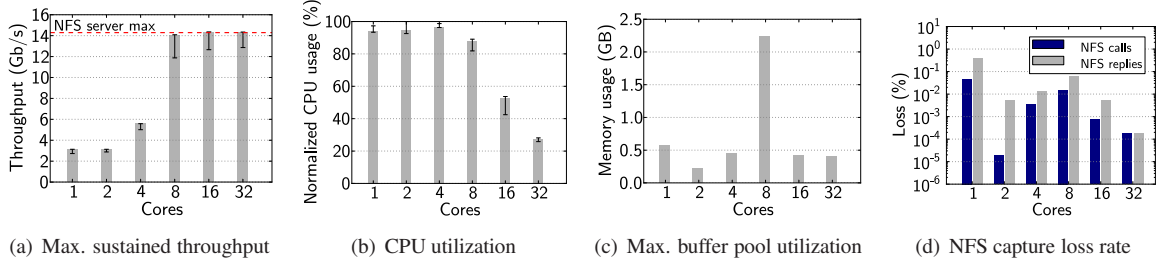 16
14
12
10
8
6
4
2
0
Throughput (Gb/s)
NFS server max
1 2 4 8 16 32
Cores
(a) Max. sustained throughput
100
80
60
40
20
0
Normalized CPU usage (%)
1 2 4 8 16 32
Cores
(b) CPU utilization
2.5
2.0
1.5
1.0
0.5
0.0
Memory usage (GB)
1 2 4 8 16 32
Cores
(c) Max. buffer pool utilization
10¹
10⁰
10⁻¹
10⁻²
10⁻³
10⁻⁴
10⁻⁵
10⁻⁶
Loss (%)
NFS calls
NFS replies
1 2 4 8 16 32
Cores
(d) NFS capture loss rate